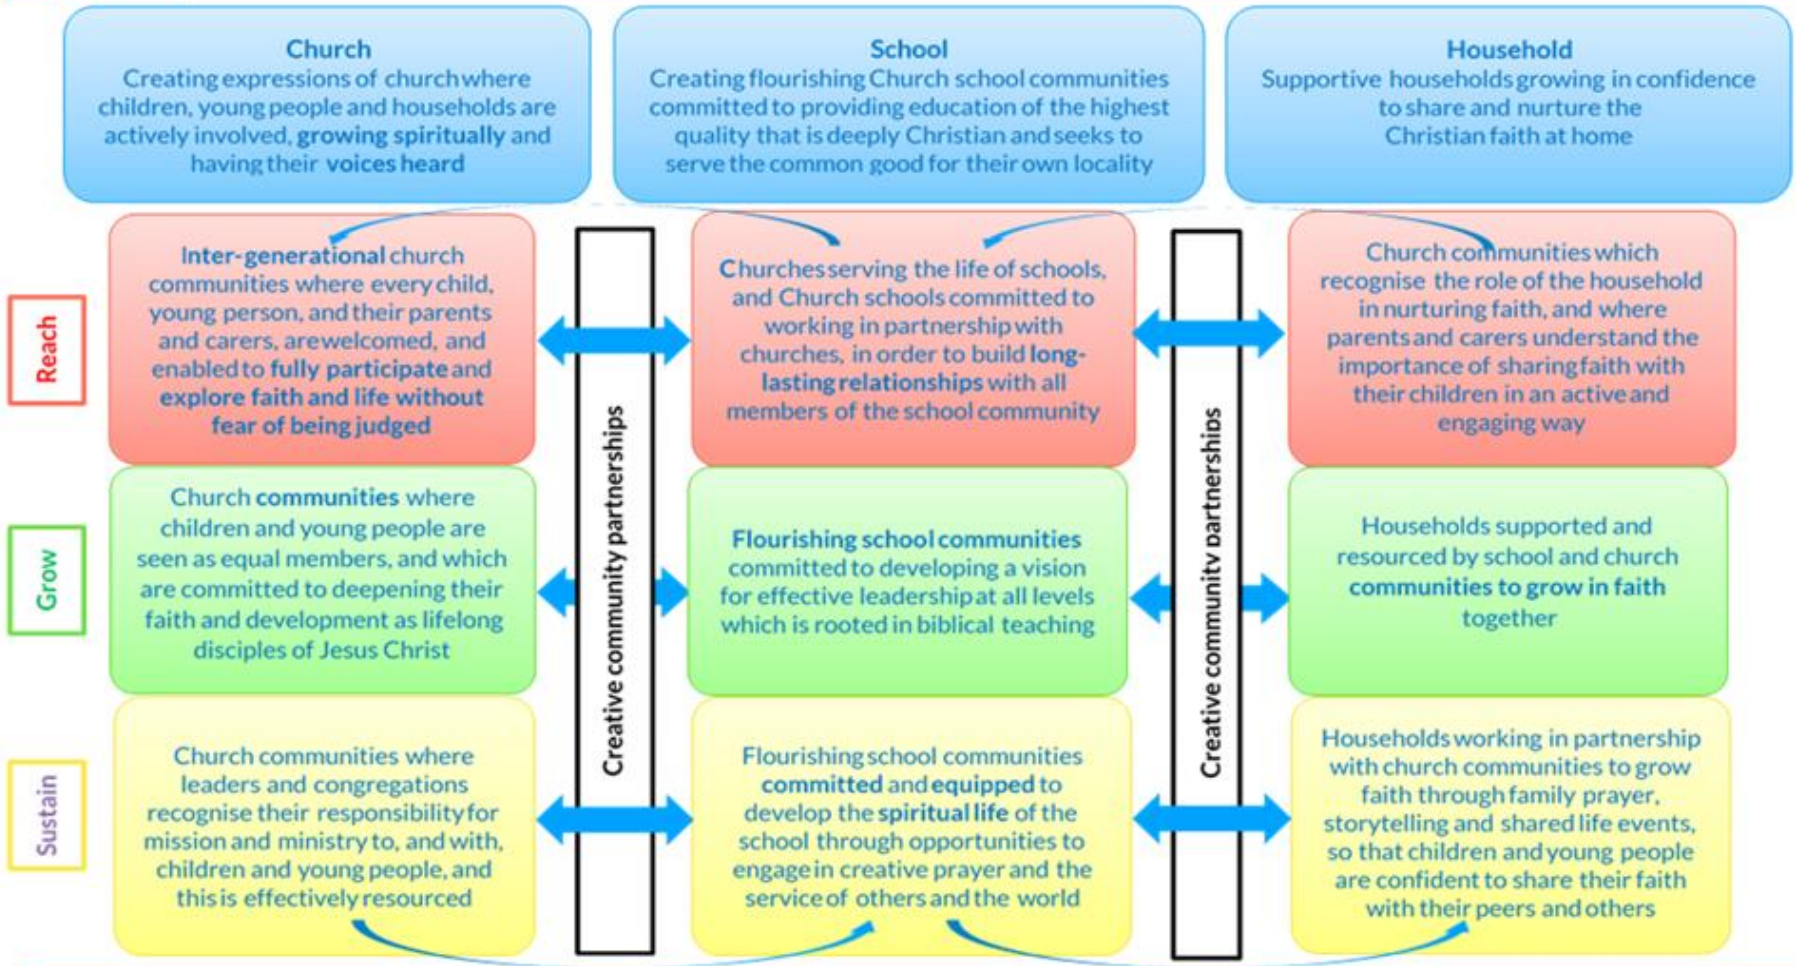 Church
Creating expressions of church where
children, young people and households are
actively involved, growing spiritually and
having their voices heard
School
Creating flourishing Church school communities
committed to providing education of the highest
quality that is deeply Christian and seeks to
serve the common good for their own locality
Household
Supportive households growing in confidence
to share and nurture the
Christian faith at home
Reach
Inter-generational church
communities where every child,
young person, and their parents
and carers, arewelcomed, and
enabled to fully participate and
explore faith and life without
fear of being judged
Creative community partnerships
Churches serving the life of schools,
and Church schools committed to
working in partnership with
churches, in order to build long-
lasting relationships with all
members of the school community
Creative community partnerships
Church communities which
recognise the role of the household
in nurturing faith, and where
parents and carers understand the
importance of sharing faith with
their children in an active and
engaging way
Grow
Church communities where
children and young people are
seen as equal members, and which
are committed to deepening their
faith and development as lifelong
disciples of Jesus Christ
Flourishing school communities
committed to developing a vision
for effective leadership at all levels
which is rooted in biblical teaching
Households supported and
resourced by school and church
communities to grow in faith
together
Sustain
Church communities where
leaders and congregations
recognise their responsibility for
mission and ministry to, and with,
children and young people, and
this is effectively resourced
Flourishing school communities
committed and equipped to
develop the spiritual life of the
school through opportunities to
engage in creative prayer and the
service of others and the world
Households working in partnership
with church communities to grow
faith through family prayer,
storytelling and shared life events,
so that children and young people
are confident to share their faith
with their peers and others